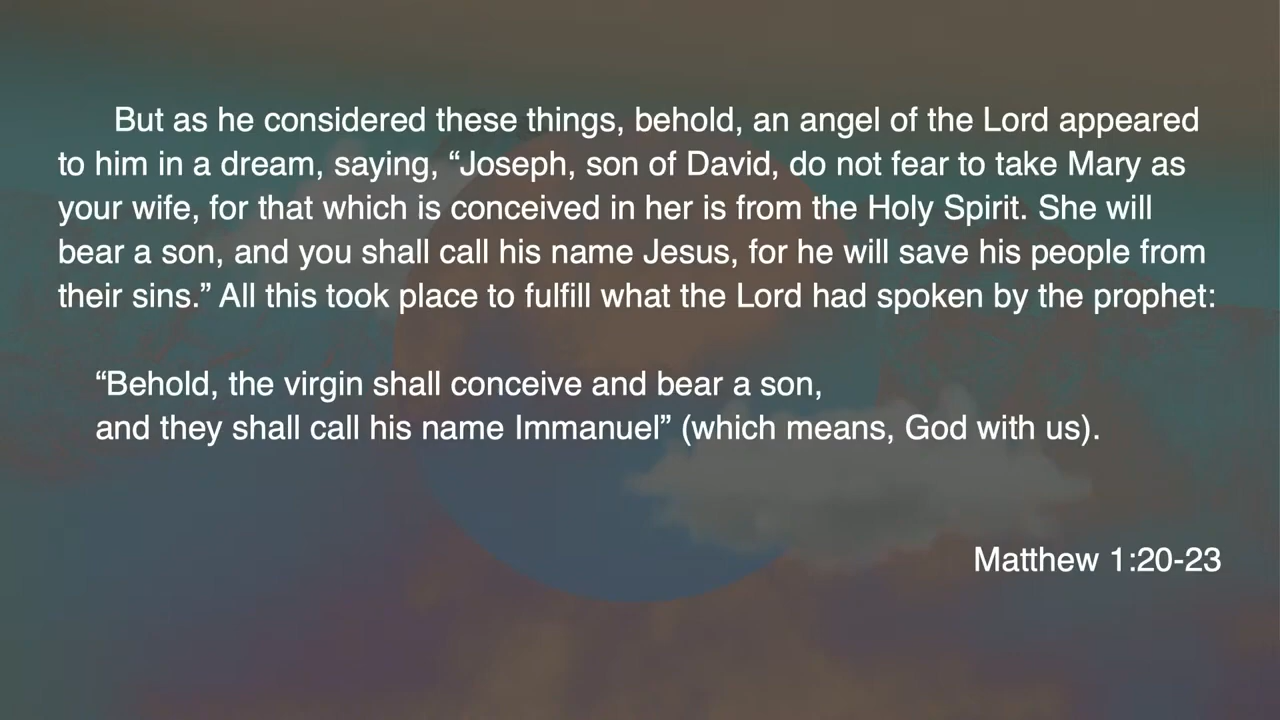 But as he considered these things, behold, an angel of the Lord appeared
to him in a dream, saying, “Joseph, son of David, do not fear to take Mary as
your wife, for that which is conceived in her is from the Holy Spirit. She will
bear a son, and you shall call his name Jesus, for he will save his people from
their sins.” All this took place to fulfill what the Lord had spoken by the prophet:
“Behold, the virgin shall conceive and bear a son,
and they shall call his name Immanuel” (which means, God with us).
Matthew 1:20-23